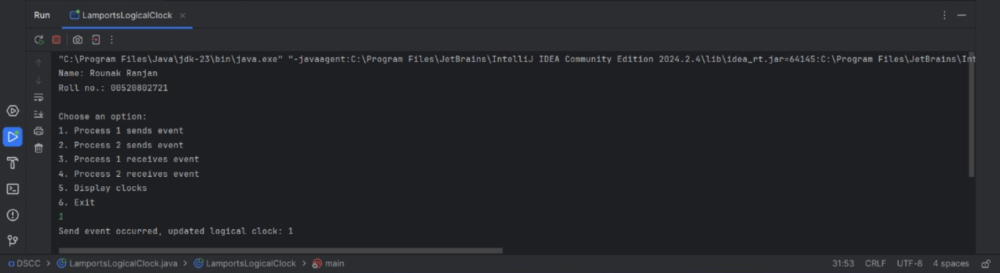 Run LamportsLogicalClock
"C:\Program Files\Java\jdk-23\bin\java.exe" "-javaagent:C:\Program Files\JetBrains\IntelliJ IDEA Community Edition 2024.2.4\lib\idea_rt.jar=64145:C:\Program Files\JetBrains\Int
Name: Rounak Ranjan
Roll no.: 00520802721
Choose an option:
1. Process 1 sends event
2. Process 2 sends event
3. Process 1 receives event
4. Process 2 receives event
5. Display clocks
6. Exit
1
Send event occurred, updated logical clock: 1
DSCC > LamportsLogicalClock.java > LamportsLogicalClock > main 31:53 CRLF UTF-8 4 spaces